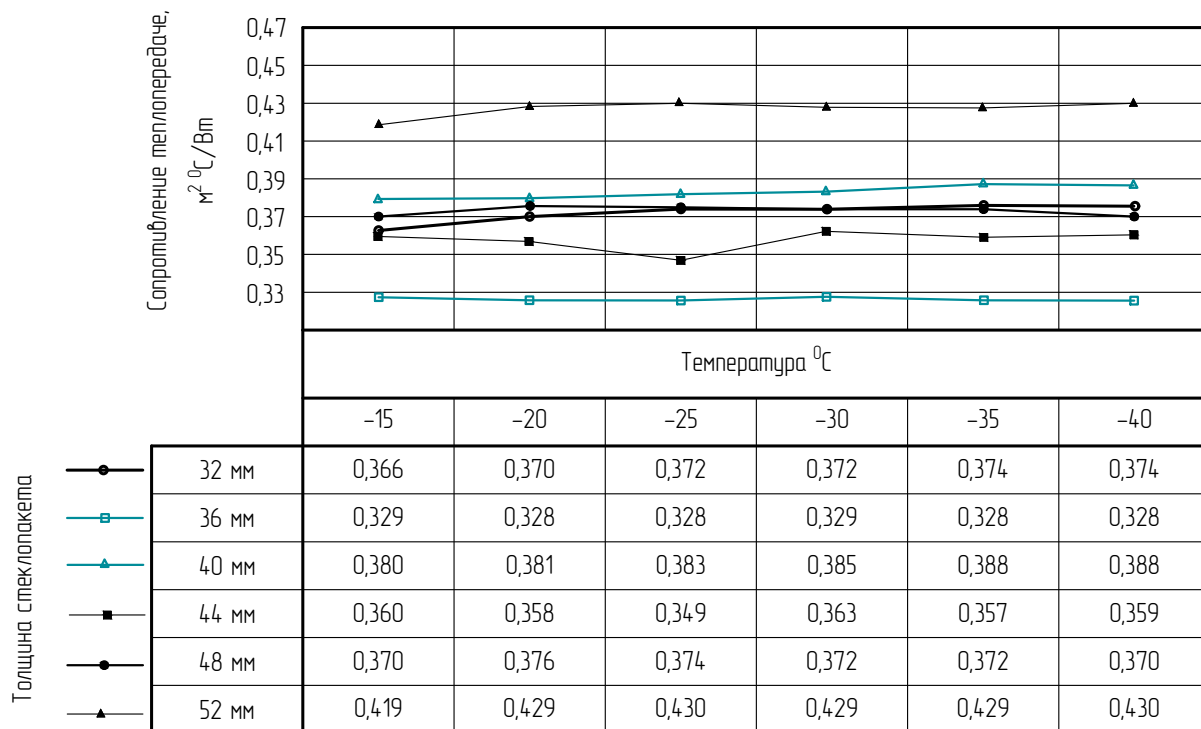 Сопротивление теплопередаче,
м² ⁰С/Вт
0,47
0,45
0,43
0,41
0,39
0,37
0,35
0,33
Температура ⁰С
–15 –20 –25 –30 –35 –40
Толщина стеклопакета
32 мм 0,366 0,370 0,372 0,372 0,374 0,374
36 мм 0,329 0,328 0,328 0,329 0,328 0,328
40 мм 0,380 0,381 0,383 0,385 0,388 0,388
44 мм 0,360 0,358 0,349 0,363 0,357 0,359
48 мм 0,370 0,376 0,374 0,372 0,372 0,370
52 мм 0,419 0,429 0,430 0,429 0,429 0,430